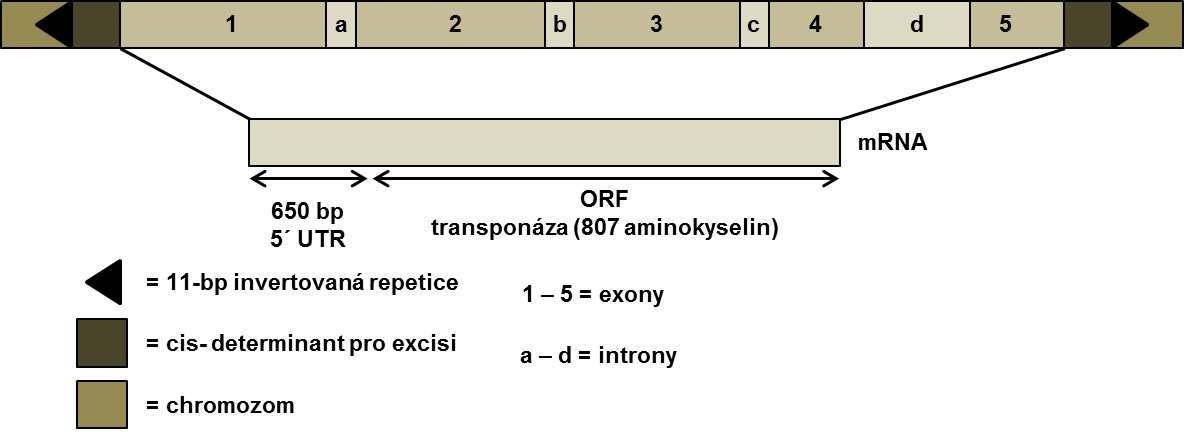 1 a 2 b 3 c 4 d 5
mRNA
650 bp
5´ UTR
ORF
transponáza (807 aminokyselin)
= 11-bp invertovaná repetice
= cis- determinant pro excisi
= chromozom
1 – 5 = exony
a – d = introny